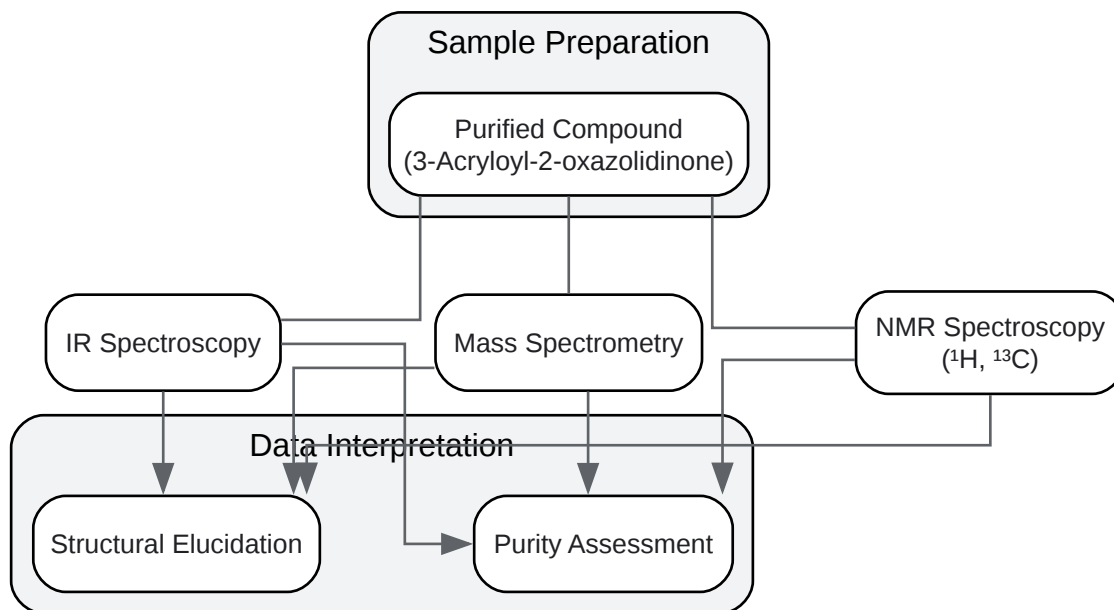 Sample Preparation
Purified Compound
(3-Acryloyl-2-oxazolidinone)
IR Spectroscopy
Mass Spectrometry
NMR Spectroscopy
(¹H, ¹³C)
Data Interpretation
Structural Elucidation
Purity Assessment